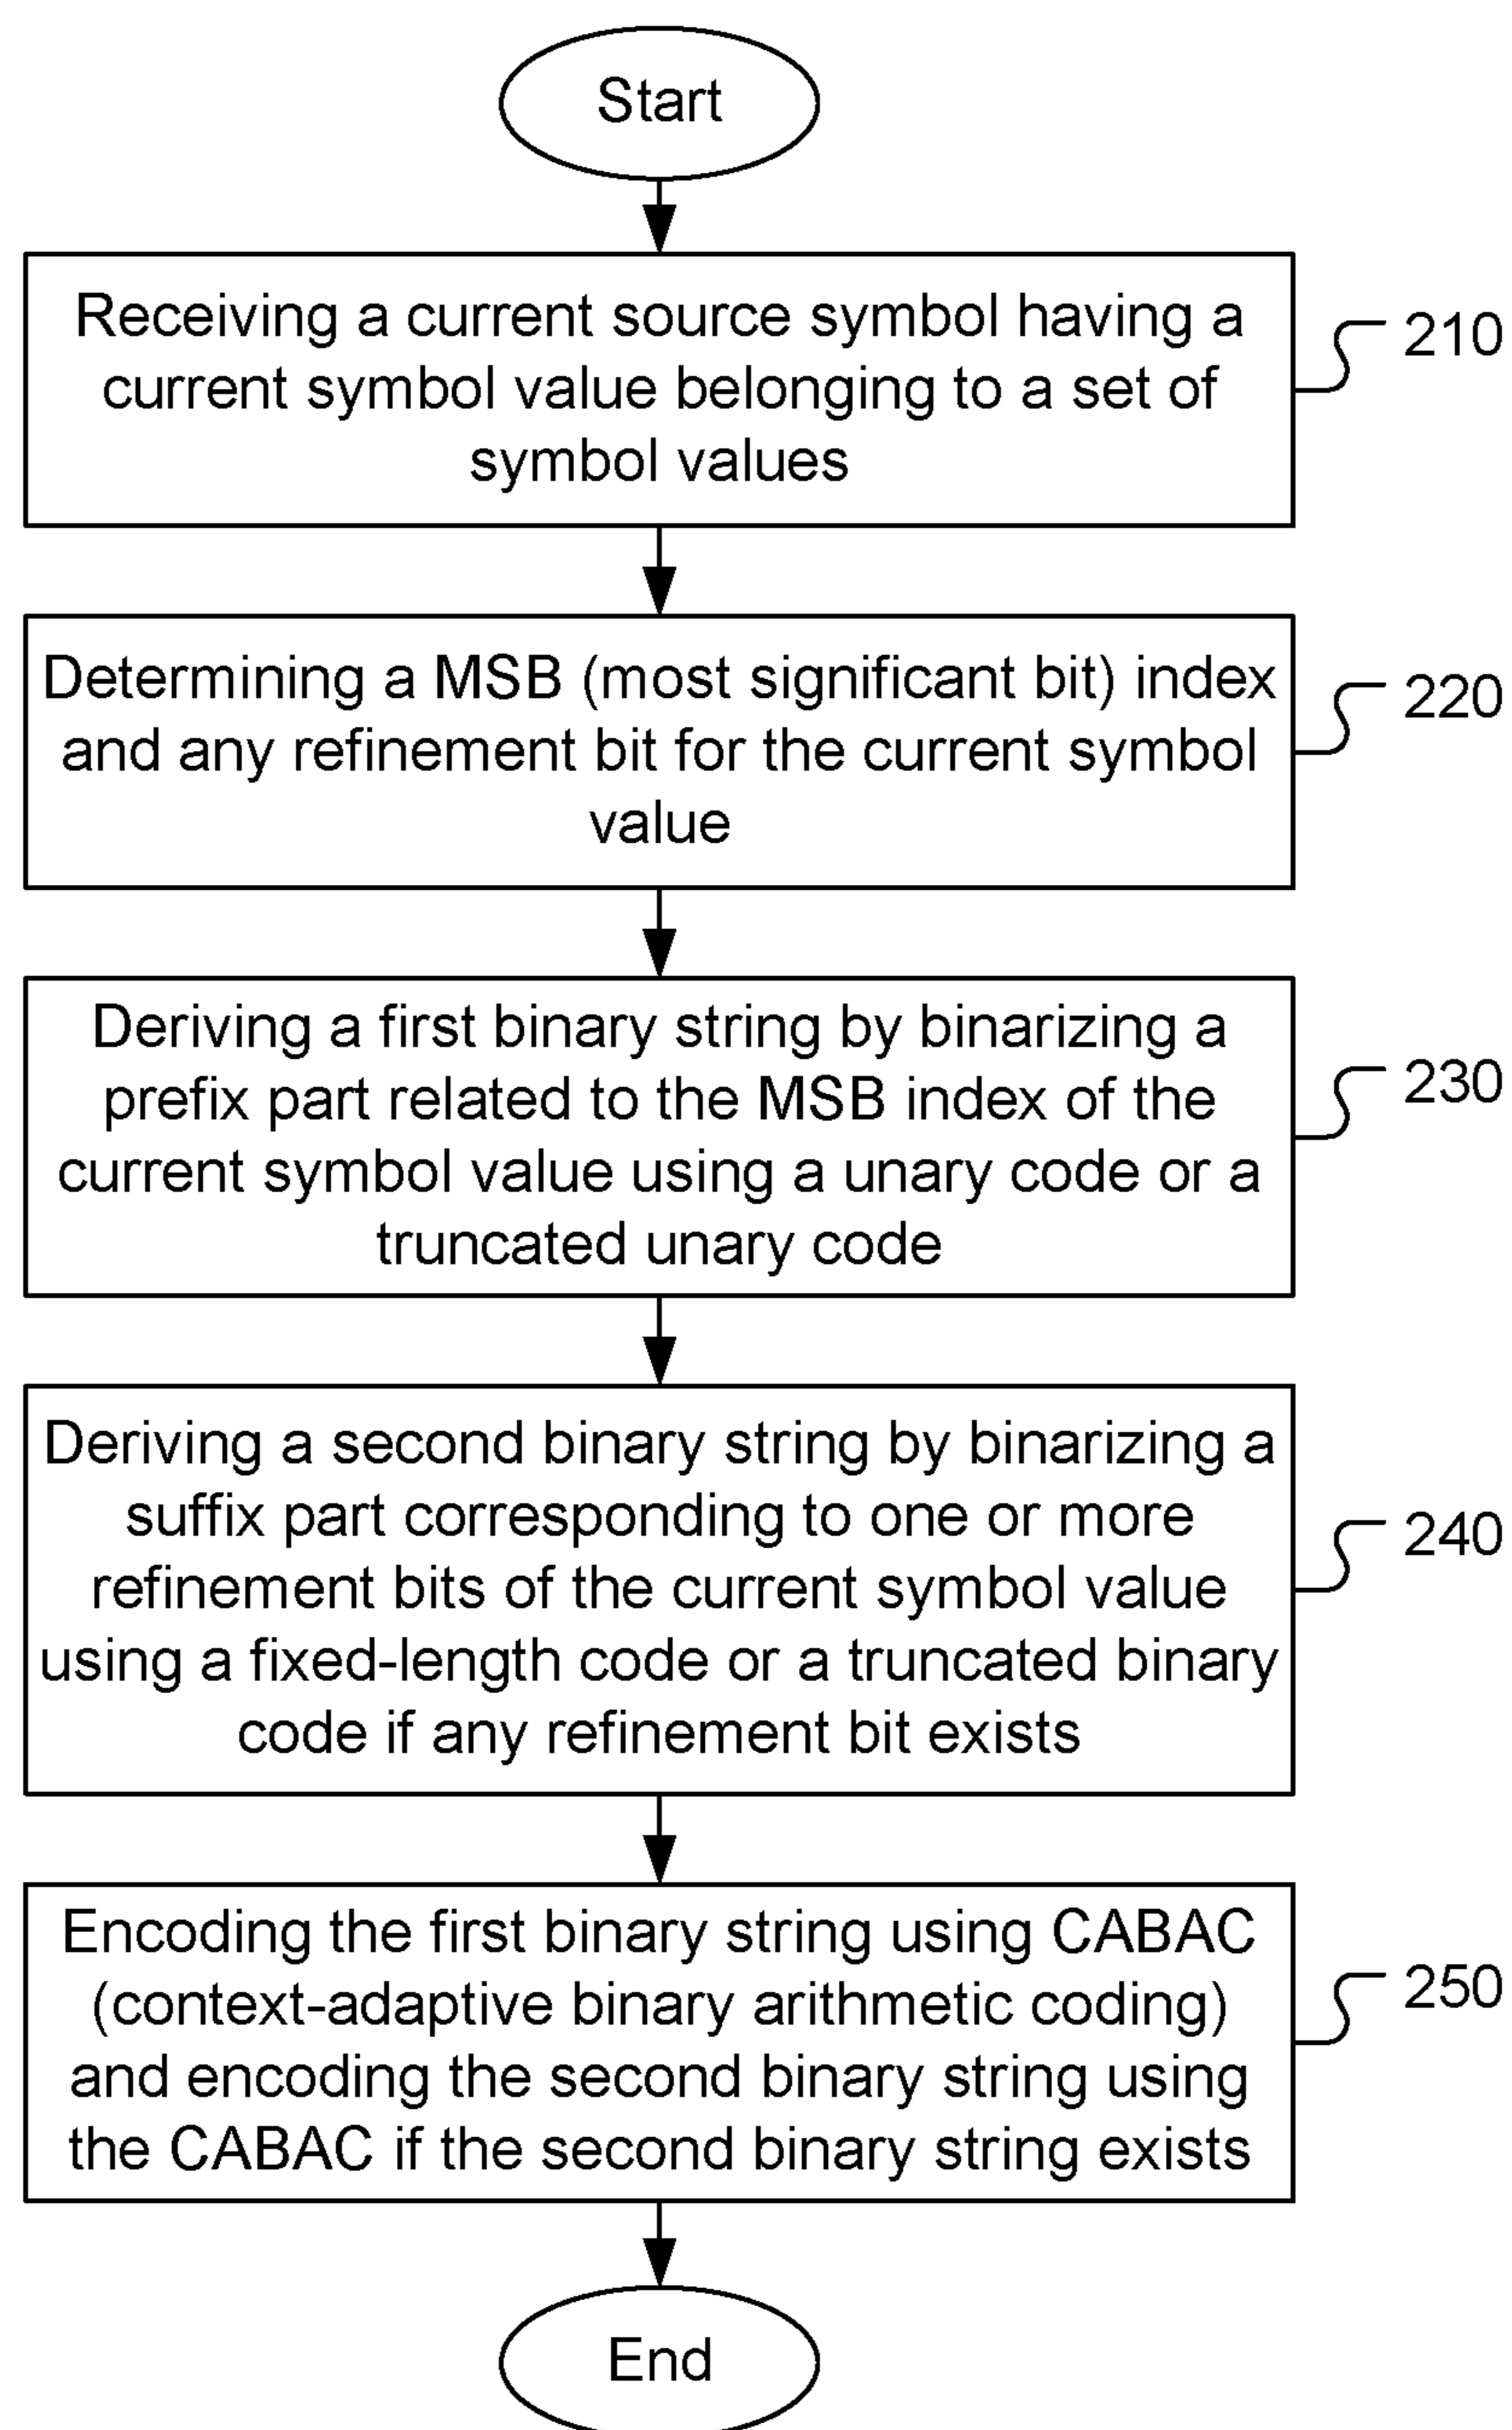 Start
Receiving a current source symbol having a
current symbol value belonging to a set of
symbol values
210
Determining a MSB (most significant bit) index
and any refinement bit for the current symbol
value
220
Deriving a first binary string by binarizing a
prefix part related to the MSB index of the
current symbol value using a unary code or a
truncated unary code
230
Deriving a second binary string by binarizing a
suffix part corresponding to one or more
refinement bits of the current symbol value
using a fixed-length code or a truncated binary
code if any refinement bit exists
240
Encoding the first binary string using CABAC
(context-adaptive binary arithmetic coding)
and encoding the second binary string using
the CABAC if the second binary string exists
250
End